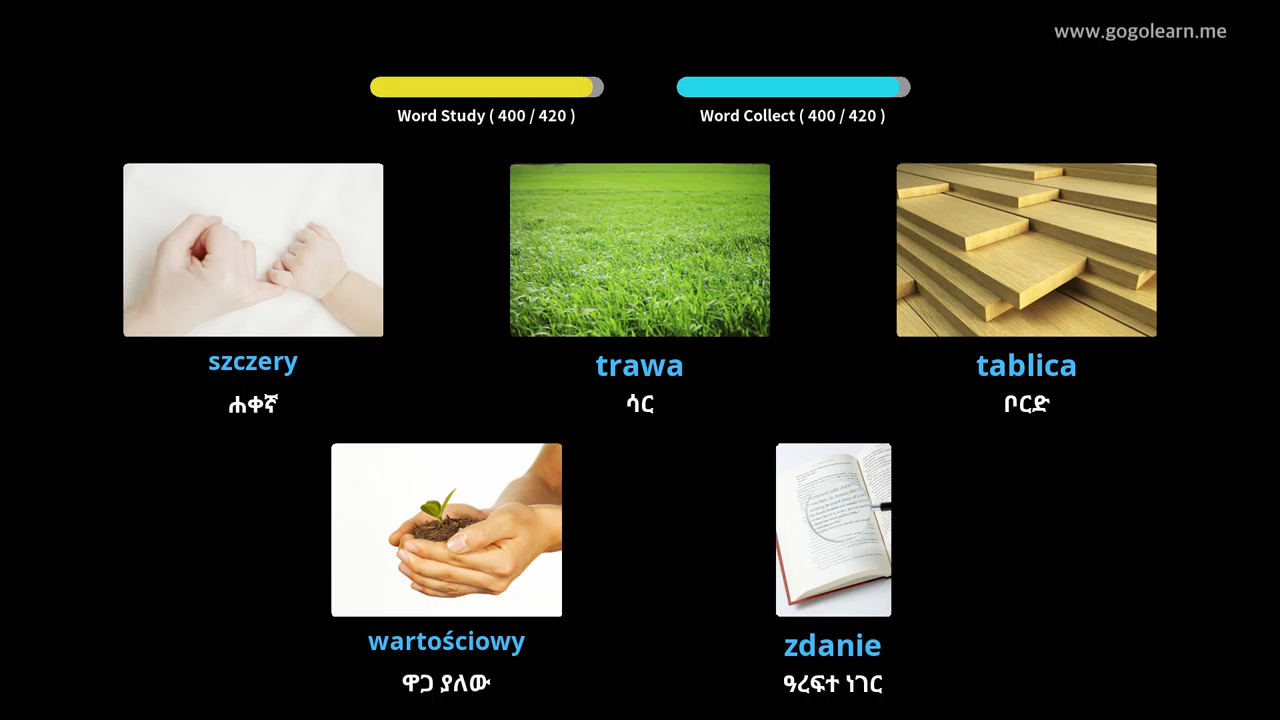 www.gogolearn.me
Word Study ( 400 / 420 )
Word Collect ( 400 / 420 )
szczery
ሐቀኛ
trawa
ሳር
tablica
ቦርድ
wartościowy
ዋጋ ያለው
zdanie
ዓረፍተ ነገር